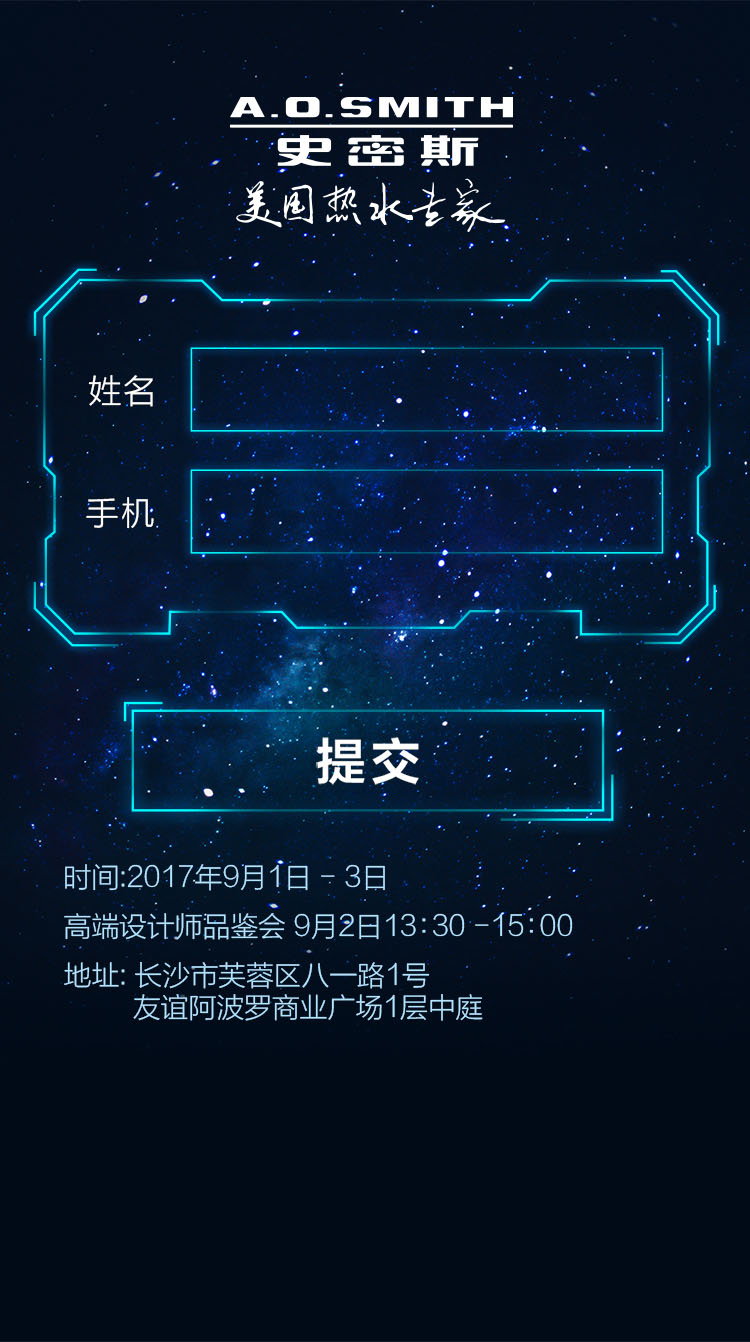 A.O.SMITH
史密斯
美国热水专家
姓名
手机
提交
时间:2017年9月1日 - 3日
高端设计师品鉴会 9月2日13:30 -15:00
地址: 长沙市芙蓉区八一路1号
友谊阿波罗商业广场1层中庭